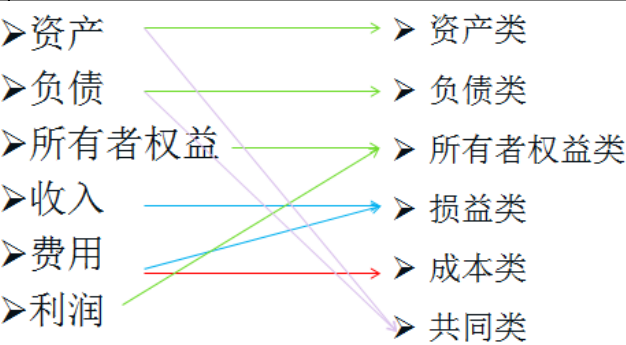 ➢资产
➢负债
➢所有者权益
➢收入
➢费用
➢利润
➢ 资产类
➢ 负债类
➢ 所有者权益类
➢ 损益类
➢ 成本类
➢ 共同类